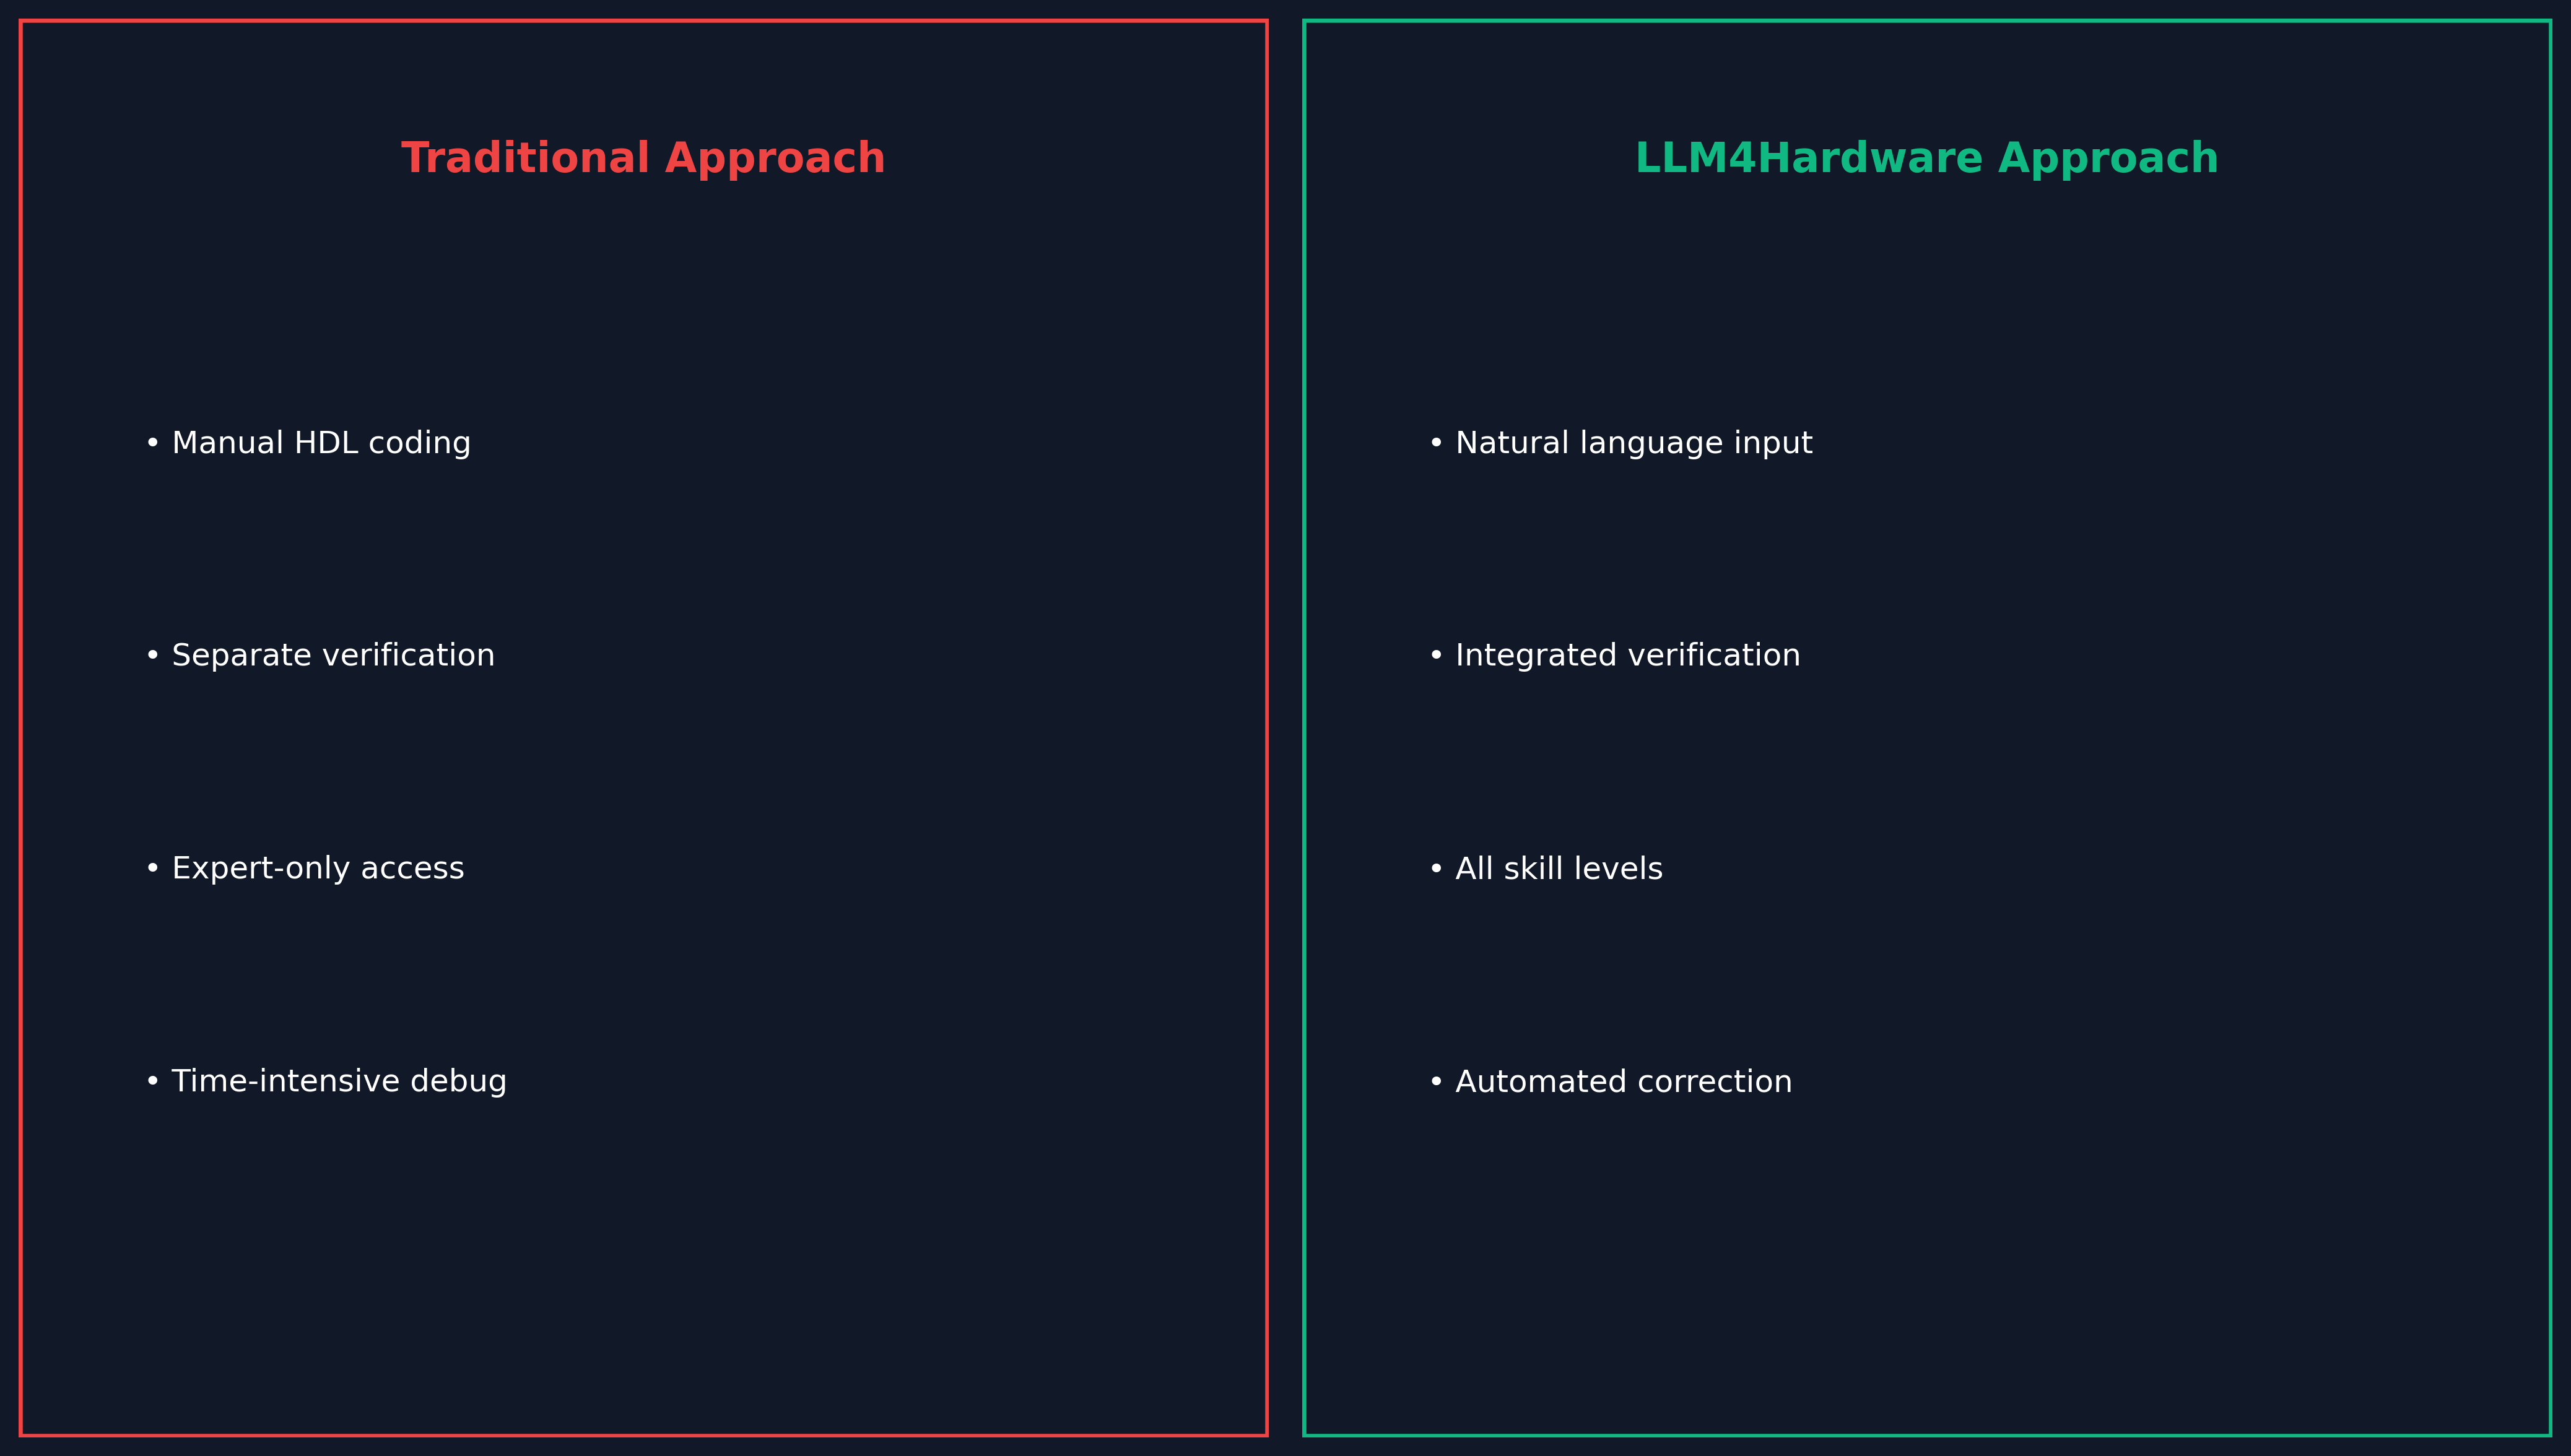 Traditional Approach
• Manual HDL coding
• Separate verification
• Expert-only access
• Time-intensive debug
LLM4Hardware Approach
• Natural language input
• Integrated verification
• All skill levels
• Automated correction